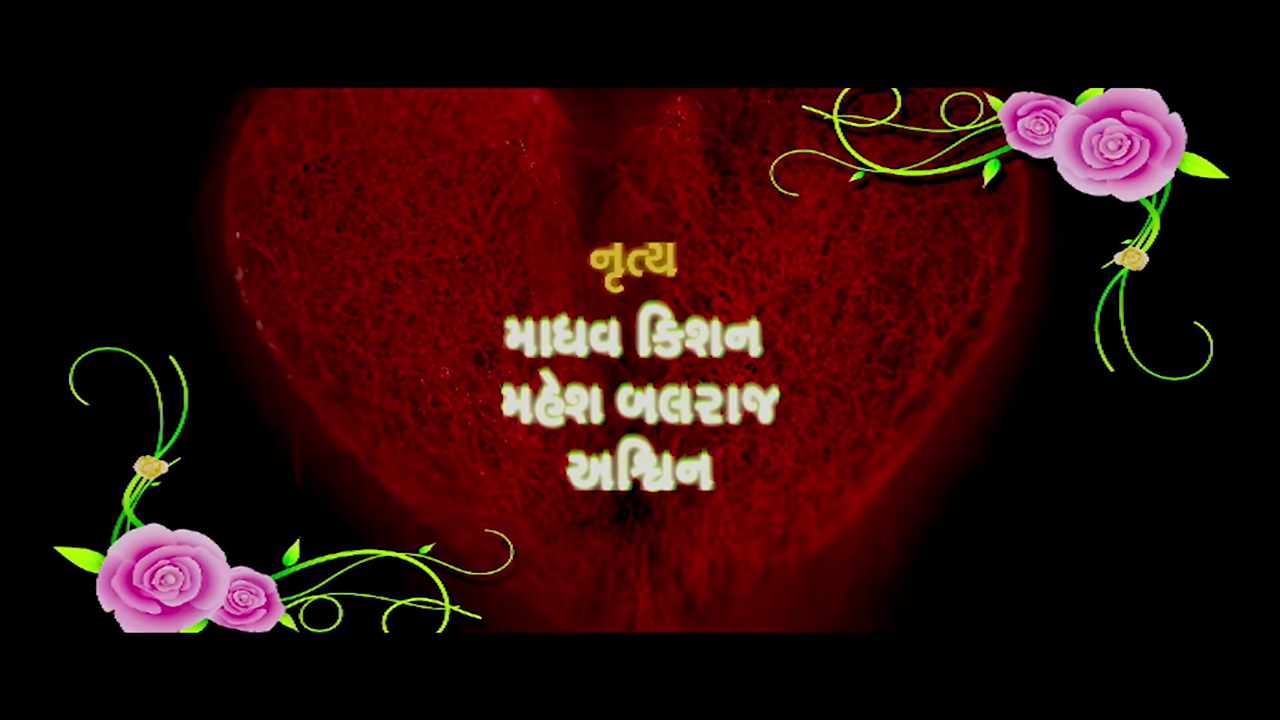 નૃત્ય
માધવ કિશન
મહેશ બલરાજ
અશ્વિન